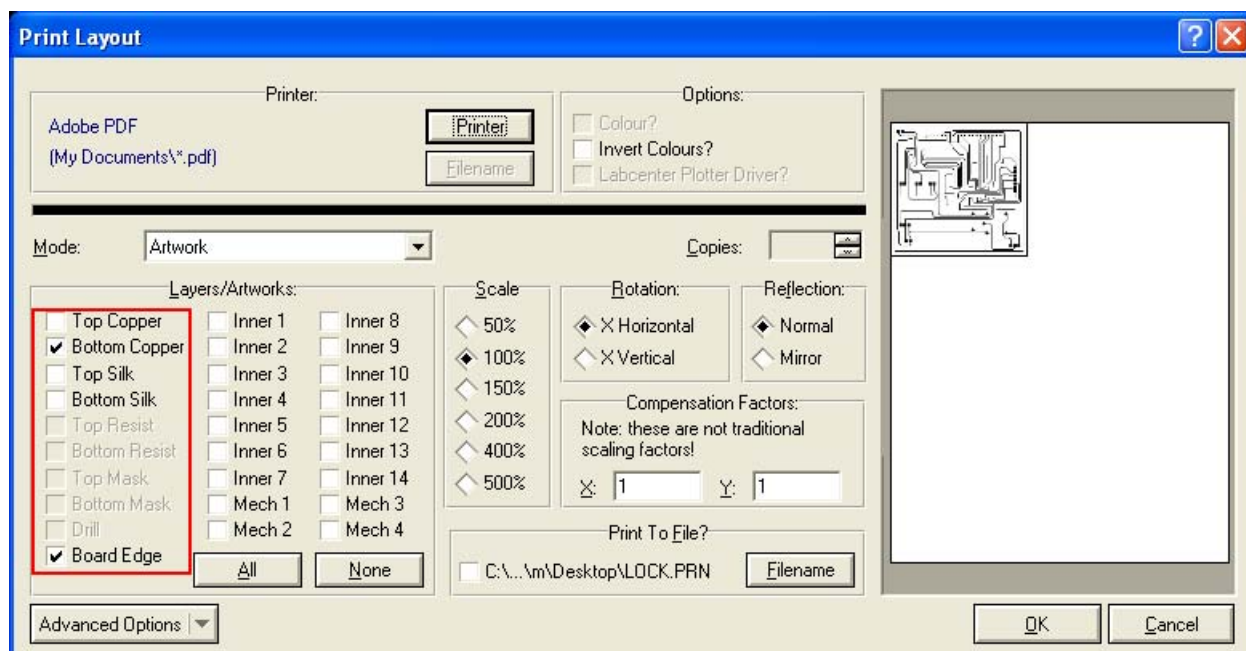 Print Layout
Printer:
Adobe PDF
(My Documents\*.pdf)
Printer
Filename
Options:
Colour?
Invert Colours?
Labcenter Plotter Driver?
Mode:
Artwork
Copies:
Layers/Artworks:
Top Copper
Bottom Copper
Top Silk
Bottom Silk
Top Resist
Bottom Resist
Top Mask
Bottom Mask
Drill
Board Edge
Inner 1
Inner 2
Inner 3
Inner 4
Inner 5
Inner 6
Inner 7
Mech 1
Mech 2
Inner 8
Inner 9
Inner 10
Inner 11
Inner 12
Inner 13
Inner 14
Mech 3
Mech 4
All
None
Scale
50%
100%
150%
200%
400%
500%
Rotation:
X Horizontal
X Vertical
Reflection:
Normal
Mirror
Compensation Factors:
Note: these are not traditional
scaling factors!
X: 1
Y: 1
Print To File?
C:\...\m\Desktop\LOCK.PRN
Filename
Advanced Options
OK
Cancel